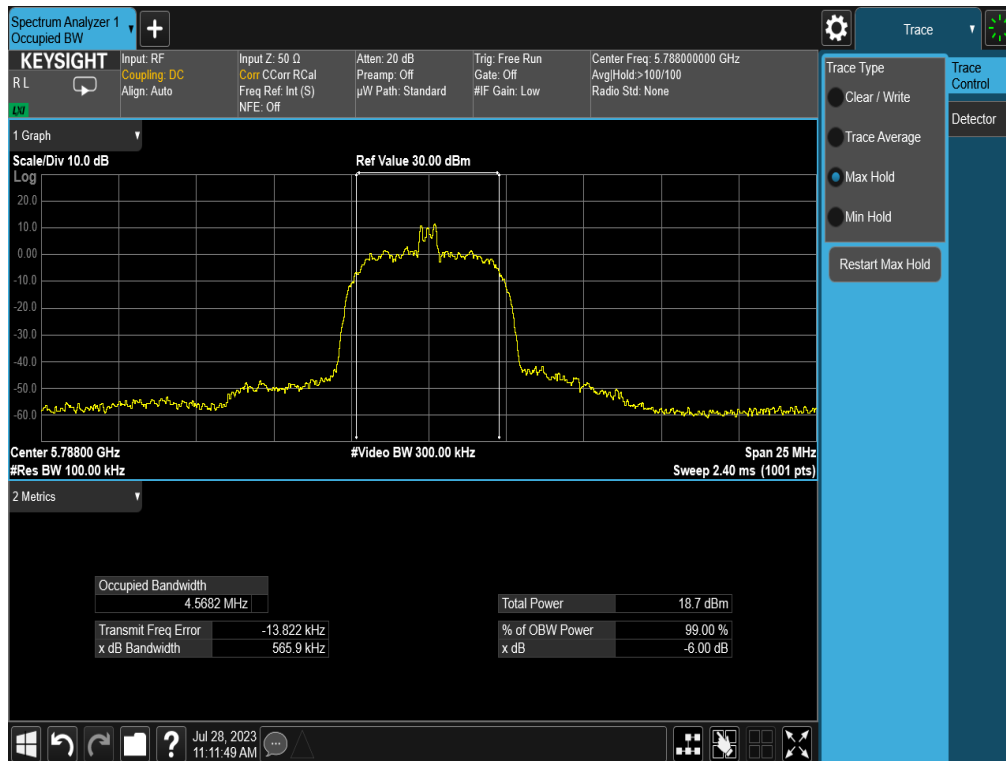 Spectrum Analyzer 1
Occupied BW
Trace
KEYSIGHT
R L
LXI
Input: RF
Coupling: DC
Align: Auto
Input Z: 50 Ω
Corr CCorr RCal
Freq Ref: Int (S)
NFE: Off
Atten: 20 dB
Preamp: Off
µW Path: Standard
Trig: Free Run
Gate: Off
#IF Gain: Low
Center Freq: 5.788000000 GHz
Avg|Hold:>100/100
Radio Std: None
Trace Type
Clear / Write
Trace Average
Max Hold
Min Hold
Restart Max Hold
Trace
Control
Detector
1 Graph
Scale/Div 10.0 dB
Ref Value 30.00 dBm
Log
20.0
10.0
0.00
-10.0
-20.0
-30.0
-40.0
-50.0
-60.0
Center 5.78800 GHz
#Video BW 300.00 kHz
Span 25 MHz
#Res BW 100.00 kHz
Sweep 2.40 ms (1001 pts)
2 Metrics
Occupied Bandwidth
4.5682 MHz
Total Power 18.7 dBm
Transmit Freq Error -13.822 kHz
% of OBW Power 99.00 %
x dB Bandwidth 565.9 kHz
x dB -6.00 dB
?
Jul 28, 2023
11:11:49 AM